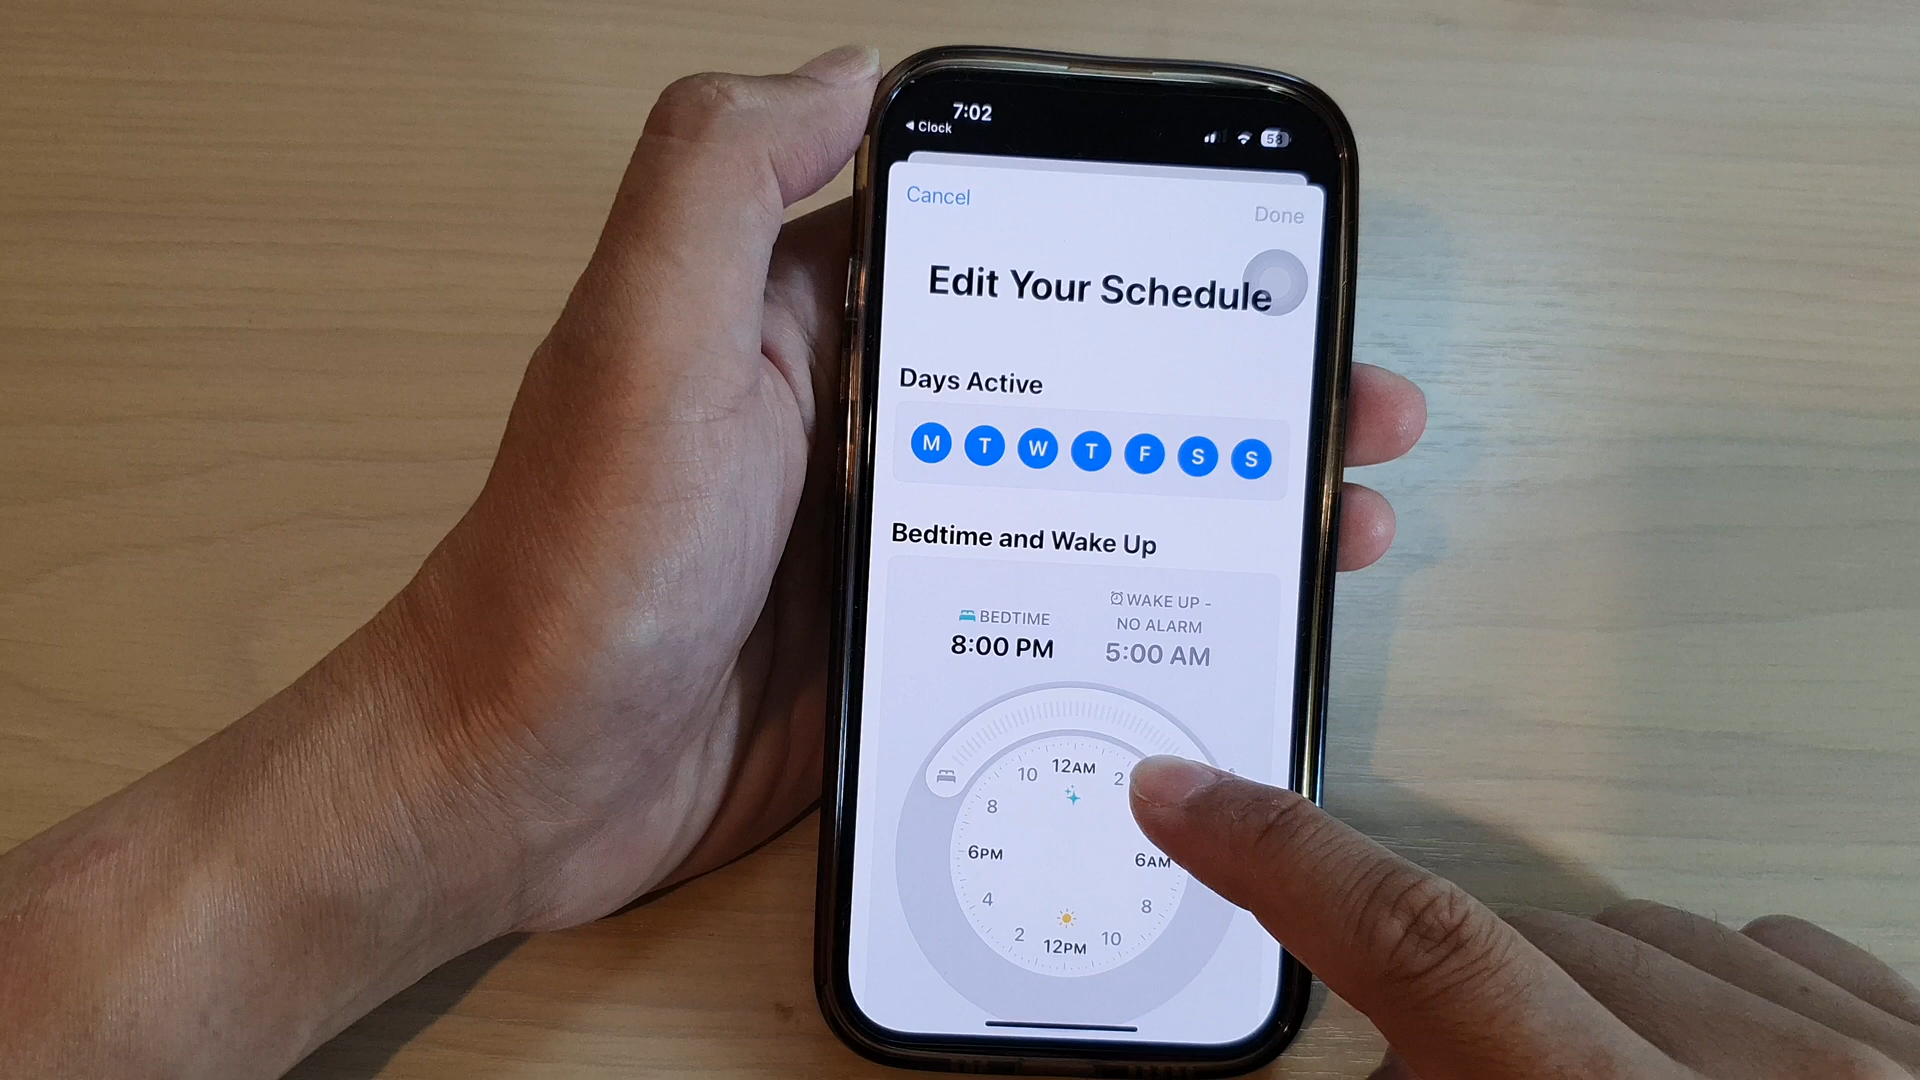 7:02
◀ Clock
58
Cancel
Done
Edit Your Schedule
Days Active
M T W T F S S
Bedtime and Wake Up
BEDTIME
8:00 PM
WAKE UP -
NO ALARM
5:00 AM
12AM
2
6AM
8
10
12PM
2
4
6PM
8
10